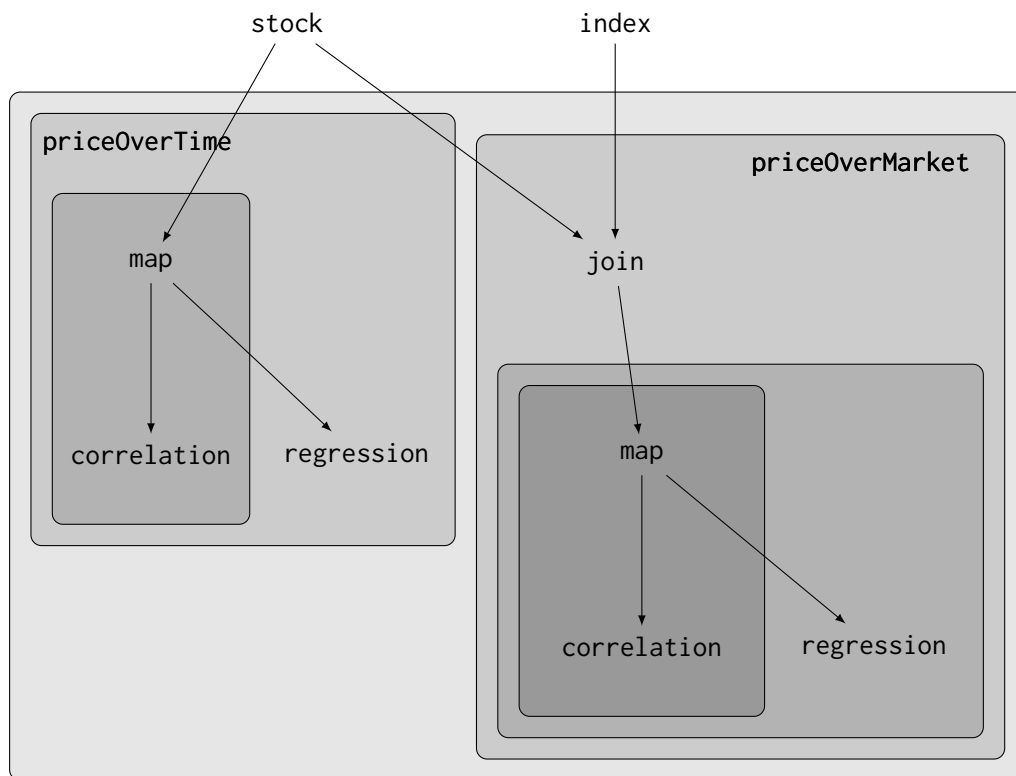 stock
index
priceOverTime
priceOverMarket
map
join
correlation
regression
map
correlation
regression